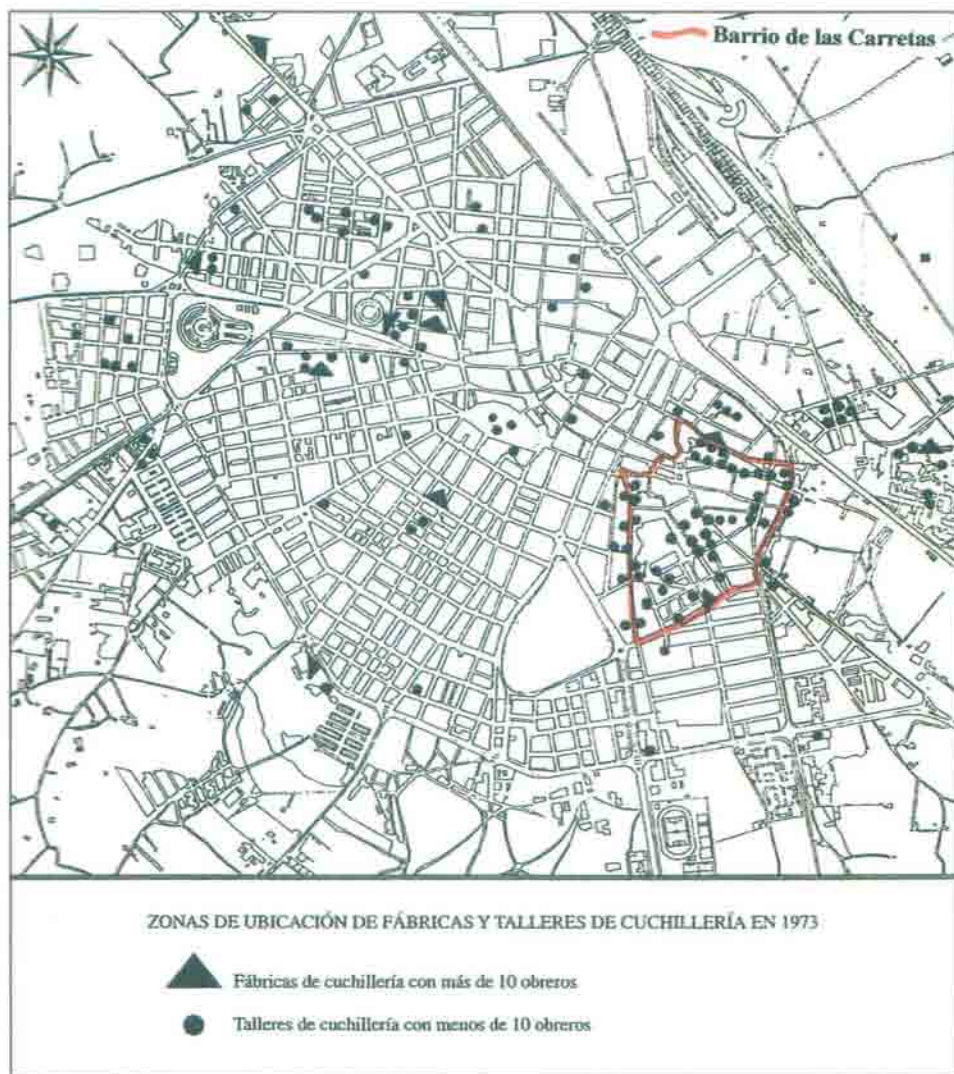 Barrio de las Carretas
ZONAS DE UBICACIÓN DE FÁBRICAS Y TALLERES DE CUCHILLERÍA EN 1973
Fábricas de cuchillería con más de 10 obreros
Talleres de cuchillería con menos de 10 obreros